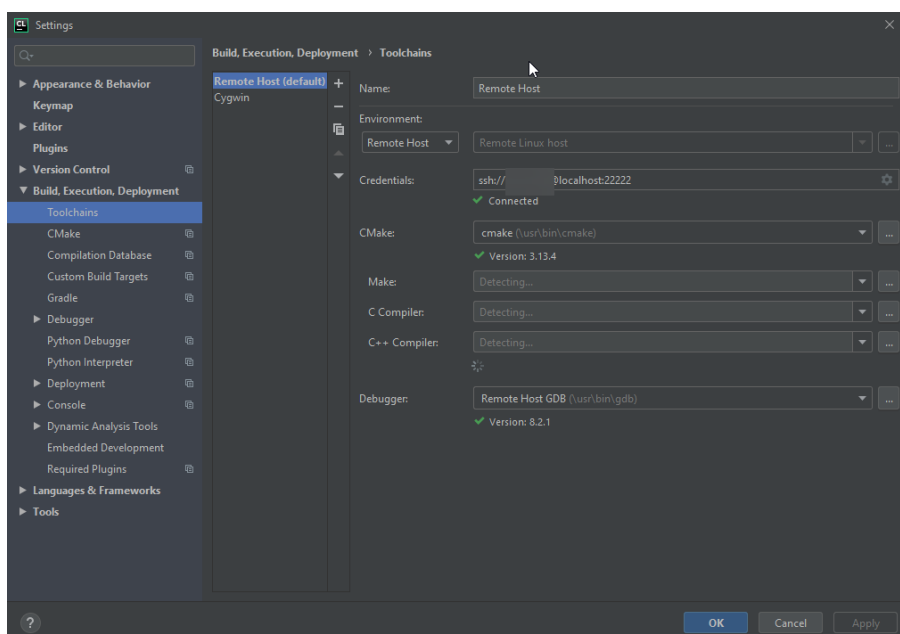 CL Settings
Build, Execution, Deployment › Toolchains
Appearance & Behavior
Keymap
Editor
Plugins
Version Control
Build, Execution, Deployment
Toolchains
CMake
Compilation Database
Custom Build Targets
Gradle
Debugger
Python Debugger
Python Interpreter
Deployment
Console
Dynamic Analysis Tools
Embedded Development
Required Plugins
Languages & Frameworks
Tools
Remote Host (default)
Cygwin
Name: Remote Host
Environment:
Remote Host Remote Linux host ...
Credentials: ssh:// @localhost:22222
Connected
CMake: cmake (\usr\bin\cmake) ...
Version: 3.13.4
Make: Detecting... ...
C Compiler: Detecting... ...
C++ Compiler: Detecting... ...
Debugger: Remote Host GDB (\usr\bin\gdb) ...
Version: 8.2.1
? OK Cancel Apply